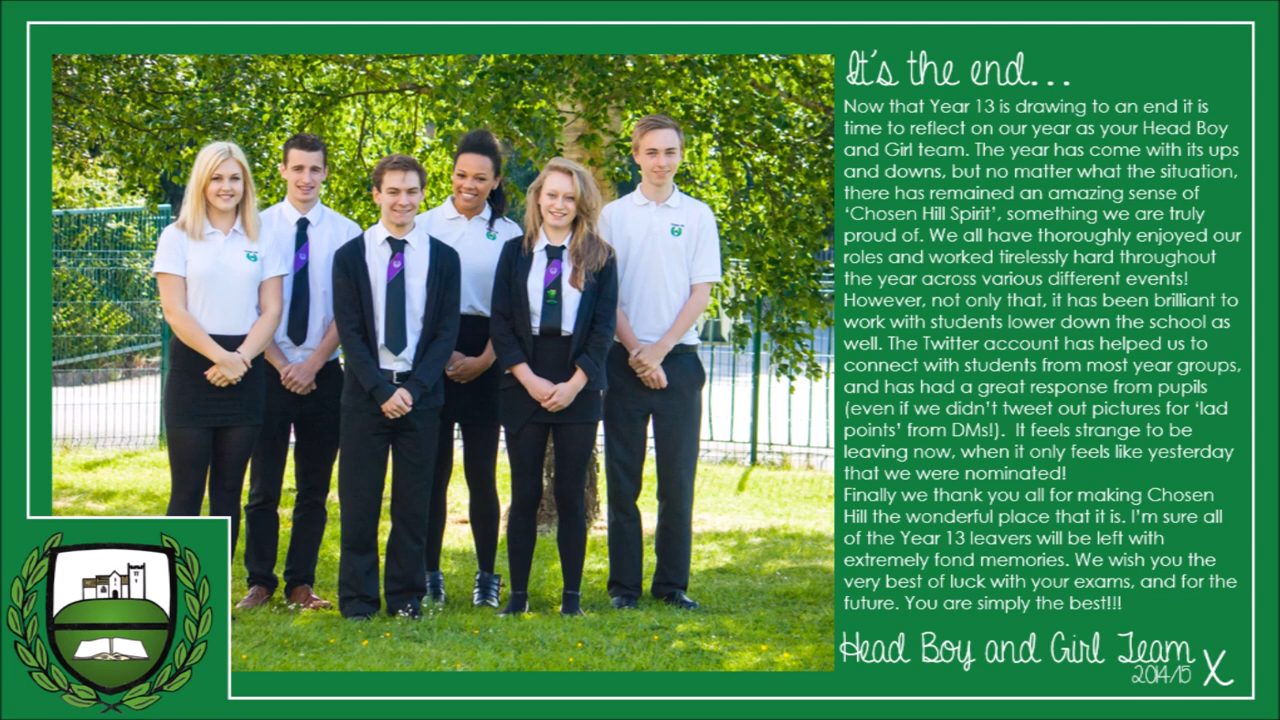 It's the end...
Now that Year 13 is drawing to an end it is
time to reflect on our year as your Head Boy
and Girl team. The year has come with its ups
and downs, but no matter what the situation,
there has remained an amazing sense of
‘Chosen Hill Spirit’, something we are truly
proud of. We all have thoroughly enjoyed our
roles and worked tirelessly hard throughout
the year across various different events!
However, not only that, it has been brilliant to
work with students lower down the school as
well. The Twitter account has helped us to
connect with students from most year groups,
and has had a great response from pupils
(even if we didn’t tweet out pictures for ‘lad
points’ from DMs!).  It feels strange to be
leaving now, when it only feels like yesterday
that we were nominated!
Finally we thank you all for making Chosen
Hill the wonderful place that it is. I’m sure all
of the Year 13 leavers will be left with
extremely fond memories. We wish you the
very best of luck with your exams, and for the
future. You are simply the best!!!
Head Boy and Girl Team
2014/15 X